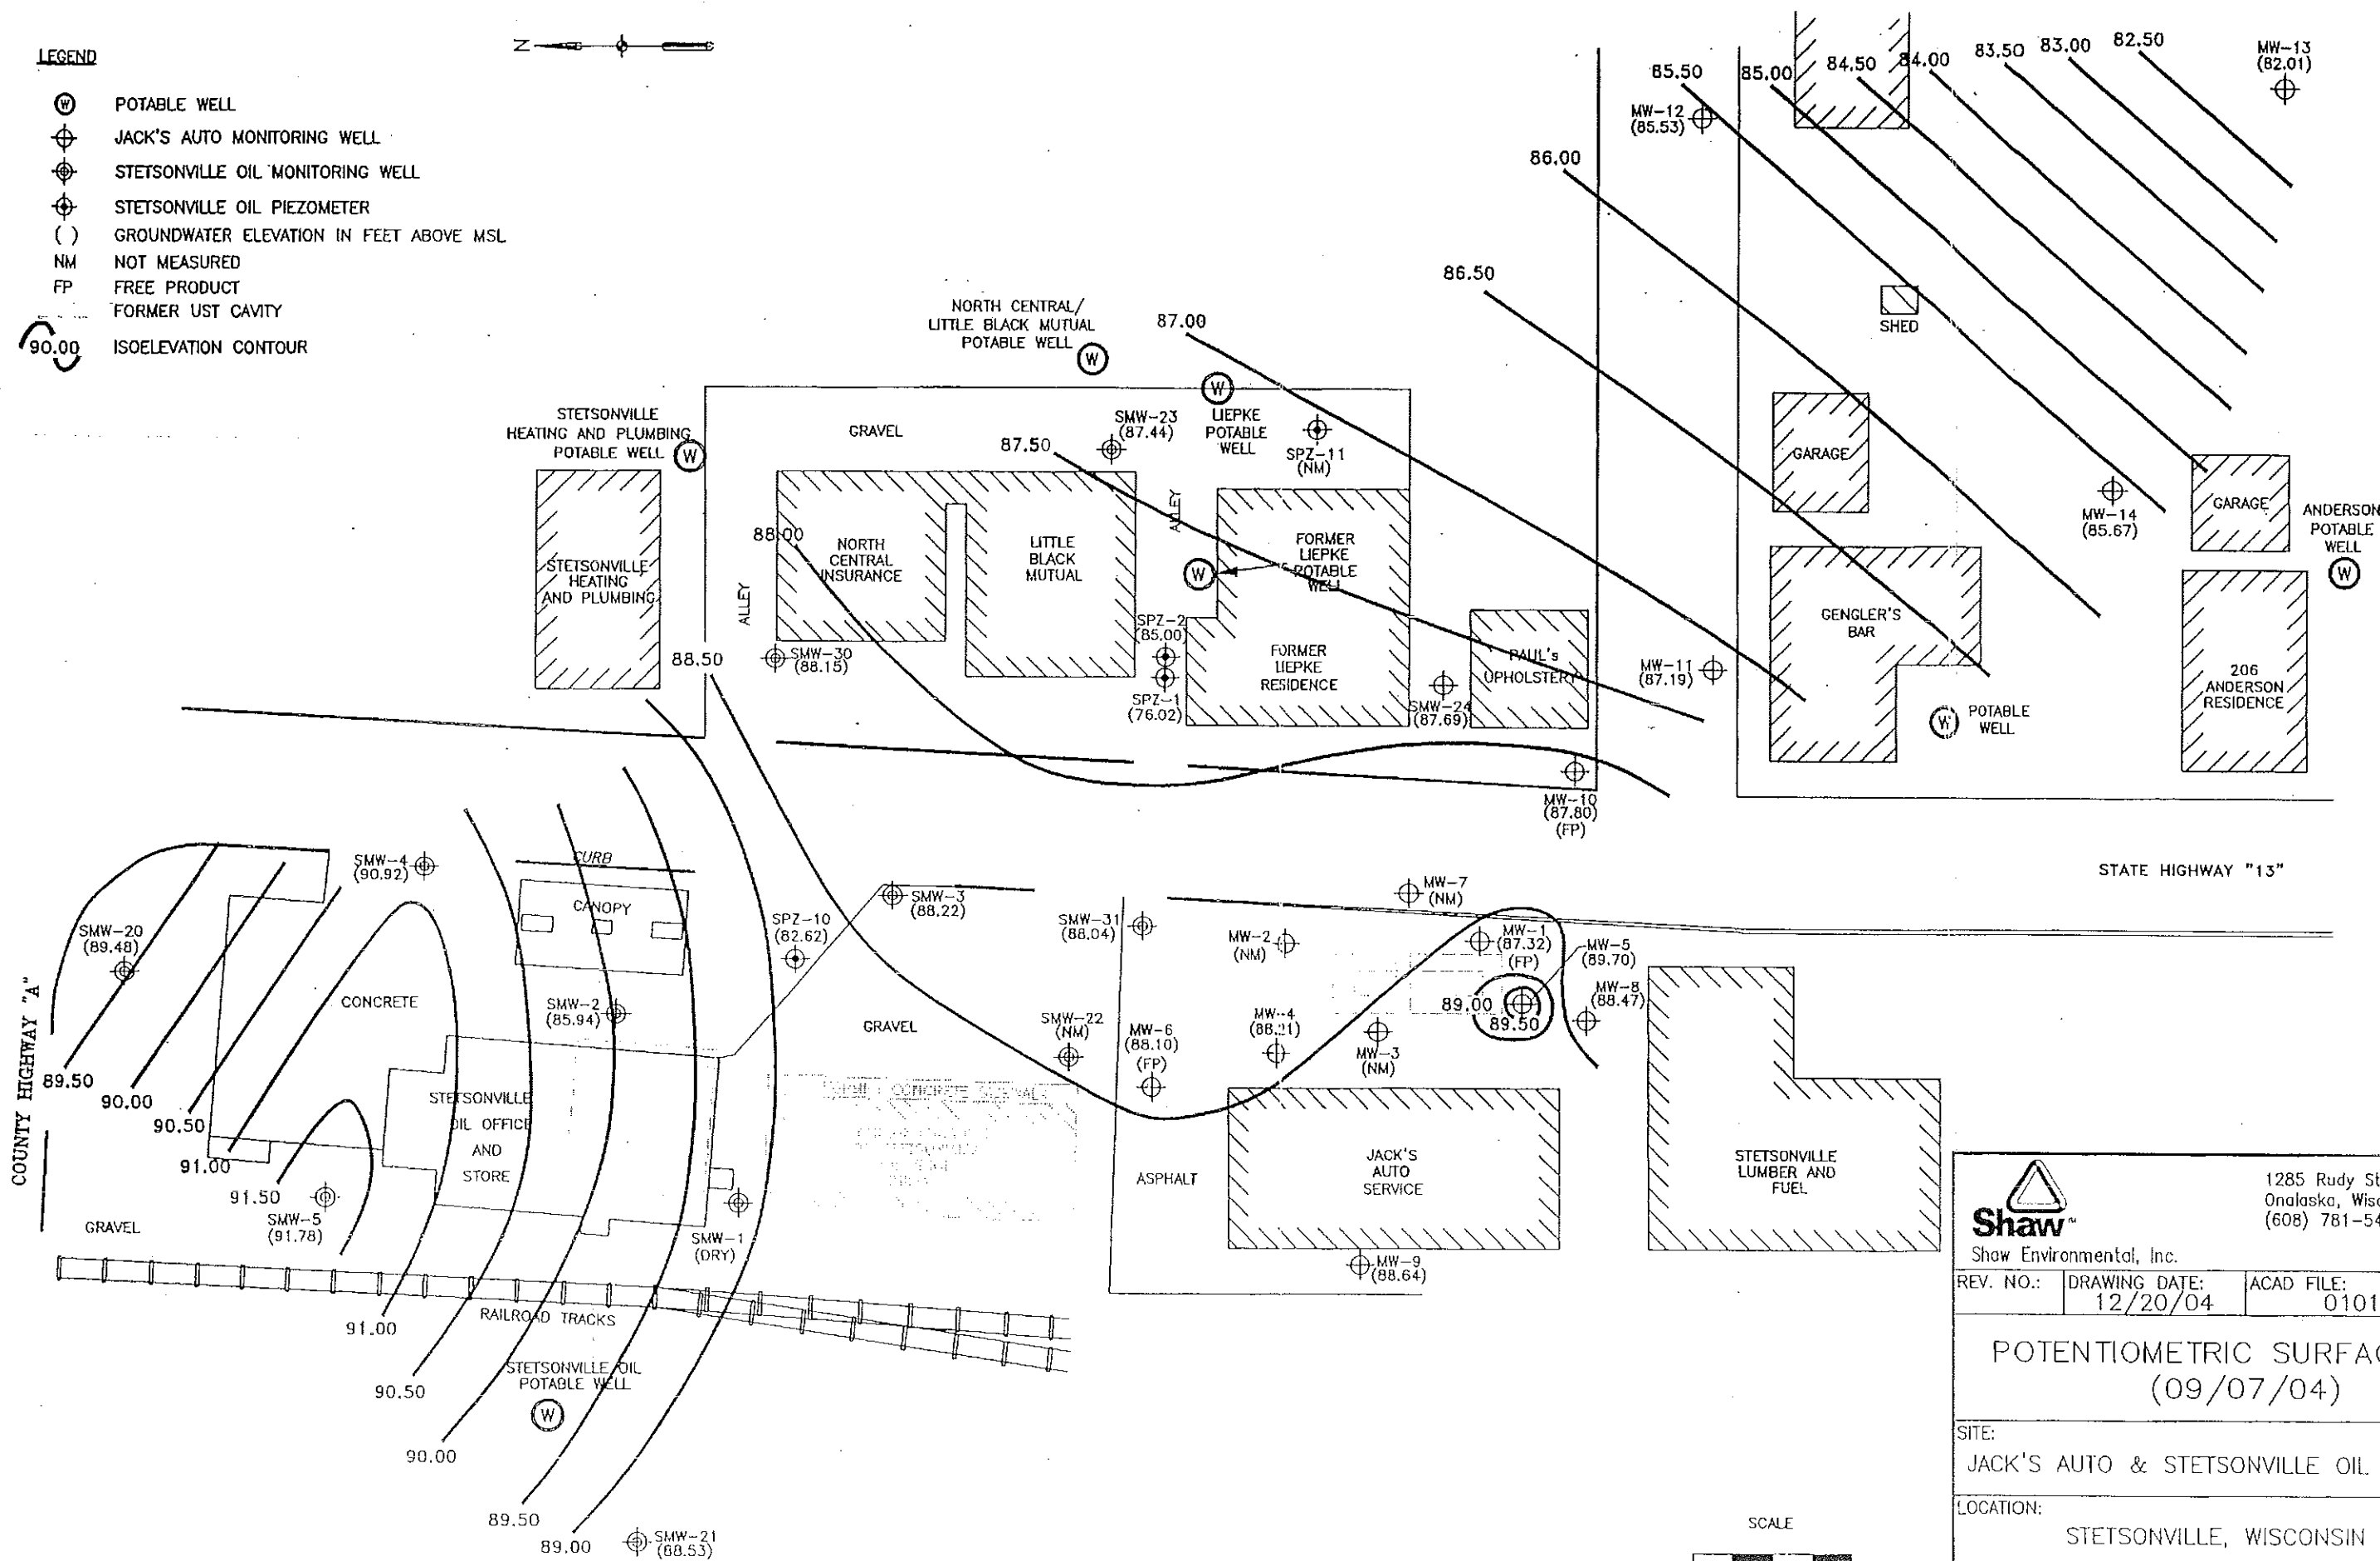 LEGEND
N
W POTABLE WELL
JACK'S AUTO MONITORING WELL
STETSONVILLE OIL MONITORING WELL
STETSONVILLE OIL PIEZOMETER
( ) GROUNDWATER ELEVATION IN FEET ABOVE MSL
NM NOT MEASURED
FP FREE PRODUCT
FORMER UST CAVITY
90.00 ISOELEVATION CONTOUR
85.50
85.00
84.50
84.00
83.50
83.00
82.50
MW-13
(82.01)
MW-12
(85.53)
86.00
86.50
87.00
NORTH CENTRAL/
LITTLE BLACK MUTUAL
POTABLE WELL
W
SHED
STETSONVILLE
HEATING AND PLUMBING
POTABLE WELL
W
GRAVEL
87.50
SMW-23
(87.44)
W
LIEPKE
POTABLE
WELL
SPZ-11
(NM)
GARAGE
MW-14
(85.67)
GARAGE
ANDERSON
POTABLE
WELL
W
88.00
ALLEY
STETSONVILLE
HEATING
AND PLUMBING
ALLEY
NORTH
CENTRAL
INSURANCE
LITTLE
BLACK
MUTUAL
W
FORMER
LIEPKE
POTABLE
WELL
GENGLER'S
BAR
SPZ-2
(85.00)
SPZ-1
(76.02)
FORMER
LIEPKE
RESIDENCE
88.50
SMW-30
(88.15)
SMW-24
(87.69)
PAUL's
UPHOLSTERY
MW-11
(87.19)
W
POTABLE
WELL
206
ANDERSON
RESIDENCE
MW-10
(87.80)
(FP)
STATE HIGHWAY "13"
SMW-4
(90.92)
CURB
CANOPY
SMW-20
(89.48)
SPZ-10
(82.62)
SMW-3
(88.22)
SMW-31
(88.04)
MW-7
(NM)
MW-2
(NM)
MW-1
(87.32)
(FP)
MW-5
(89.70)
MW-8
(88.47)
COUNTY HIGHWAY "A"
CONCRETE
SMW-2
(85.94)
GRAVEL
SMW-22
(NM)
MW-6
(88.10)
(FP)
MW-4
(88.21)
MW-3
(NM)
89.00
89.50
89.50
90.00
90.50
91.00
91.50
STETSONVILLE
OIL OFFICE
AND
STORE
SMW-5
(91.78)
GRAVEL
SMW-1
(DRY)
ASPHALT
JACK'S
AUTO
SERVICE
MW-9
(88.64)
STETSONVILLE
LUMBER AND
FUEL
RAILROAD TRACKS
91.00
90.50
90.00
89.50
89.00
STETSONVILLE OIL
POTABLE WELL
W
SMW-21
(88.53)
SCALE
Shaw
Shaw Environmental, Inc.
1285 Rudy St
Onalaska, Wisc
(608) 781-54
REV. NO.:
DRAWING DATE:
12/20/04
ACAD FILE:
0101
POTENTIOMETRIC SURFAC
(09/07/04)
SITE:
JACK'S AUTO & STETSONVILLE OIL
LOCATION:
STETSONVILLE, WISCONSIN